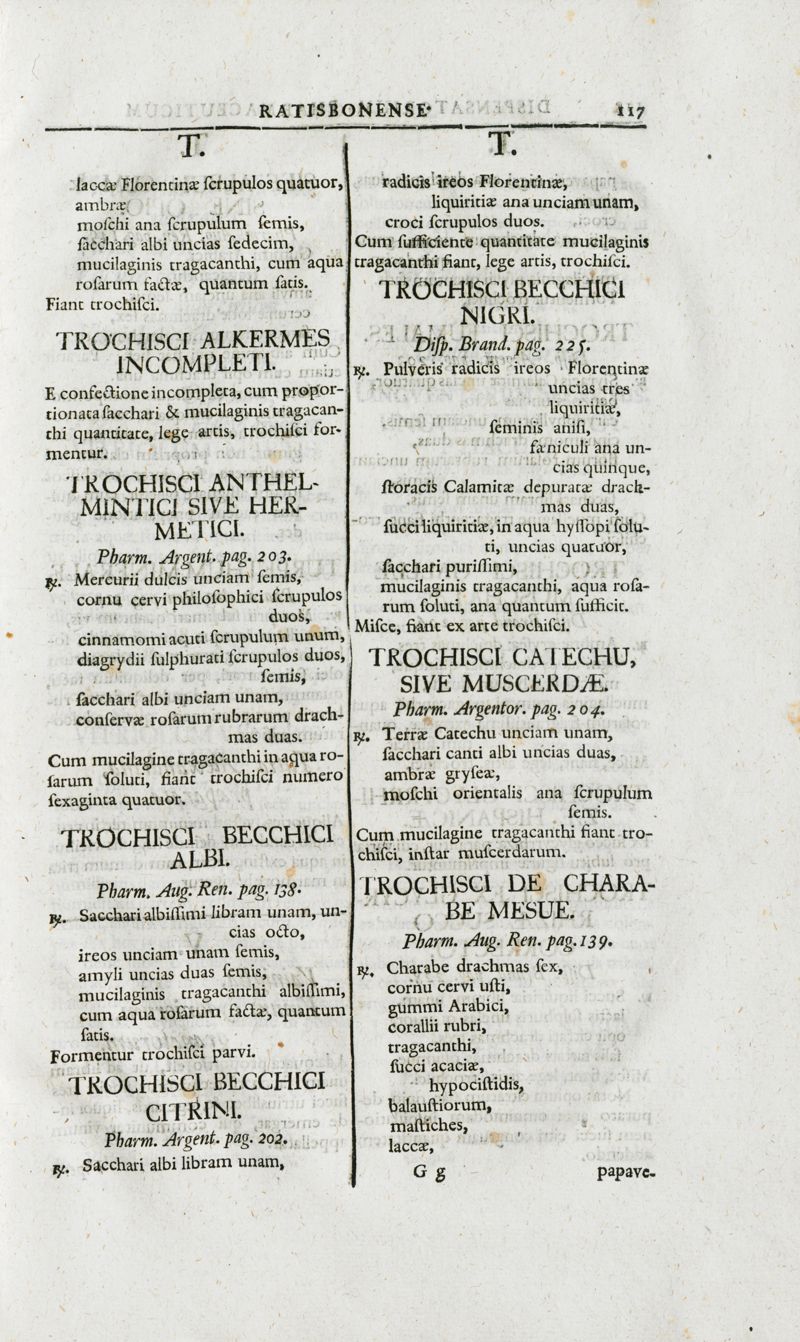 RATISBONENSE. 117
T.
laccæ Florentinæ ſcrupulos quatuor,
ambræ
moſchi ana ſcrupulum ſemis,
ſacchari albi uncias ſedecim,
mucilaginis tragacanthi, cum aqua
roſarum factæ, quantum ſatis.
Fiant trochiſci.
TROCHISCI ALKERMES
INCOMPLETI.
E confectione incompleta, cum propor-
tionata ſacchari & mucilaginis tragacan-
thi quantitate, lege artis, trochiſci for-
mentur.
TROCHISCI ANTHEL-
MINTICI SIVE HER-
METICI.
Pharm. Argent. pag. 203.
℞. Mercurii dulcis unciam ſemis,
cornu cervi philoſophici ſcrupulos
duos,
cinnamomi acuti ſcrupulum unum,
diagrydii ſulphurati ſcrupulos duos,
ſemis,
ſacchari albi unciam unam,
conſervæ roſarum rubrarum drach-
mas duas.
Cum mucilagine tragacanthi in aqua ro-
ſarum ſoluti, fiant trochiſci numero
ſexaginta quatuor.
TROCHISCI BECCHICI
ALBI.
Pharm. Aug. Ren. pag. 138.
℞. Sacchari albiſſimi libram unam, un-
cias octo,
ireos unciam unam ſemis,
amyli uncias duas ſemis,
mucilaginis tragacanthi albiſſimi,
cum aqua roſarum factæ, quantum
ſatis.
Formentur trochiſci parvi.
TROCHISCI BECCHICI
CITRINI.
Pharm. Argent. pag. 202.
℞. Sacchari albi libram unam,
T.
radicis ireos Florentinæ,
liquiritiæ ana unciam unam,
croci ſcrupulos duos.
Cum ſufficiente quantitate mucilaginis
tragacanthi fiant, lege artis, trochiſci.
TROCHISCI BECCHICI
NIGRI.
Diſp. Brand. pag. 225.
℞. Pulveris radicis ireos Florentinæ
uncias tres
liquiritiæ,
ſeminis aniſi,
fæniculi ana un-
cias quinque,
ſtoracis Calamitæ depuratæ drach-
mas duas,
ſucci liquiritiæ, in aqua hyſſopi ſolu-
ti, uncias quatuor,
ſacchari puriſſimi,
mucilaginis tragacanthi, aqua roſa-
rum ſoluti, ana quantum ſufficit.
Miſce, fiant ex arte trochiſci.
TROCHISCI CATECHU,
SIVE MUSCERDÆ.
Pharm. Argentor. pag. 204.
℞. Terræ Catechu unciam unam,
ſacchari canti albi uncias duas,
ambræ gryſeæ,
moſchi orientalis ana ſcrupulum
ſemis.
Cum mucilagine tragacanthi fiant tro-
chiſci, inſtar muſcerdarum.
TROCHISCI DE CHARA-
BE MESUE.
Pharm. Aug. Ren. pag. 139.
℞. Charabe drachmas ſex,
cornu cervi uſti,
gummi Arabici,
corallii rubri,
tragacanthi,
ſucci acaciæ,
hypociſtidis,
balauſtiorum,
maſtiches,
laccæ,
G g papave-